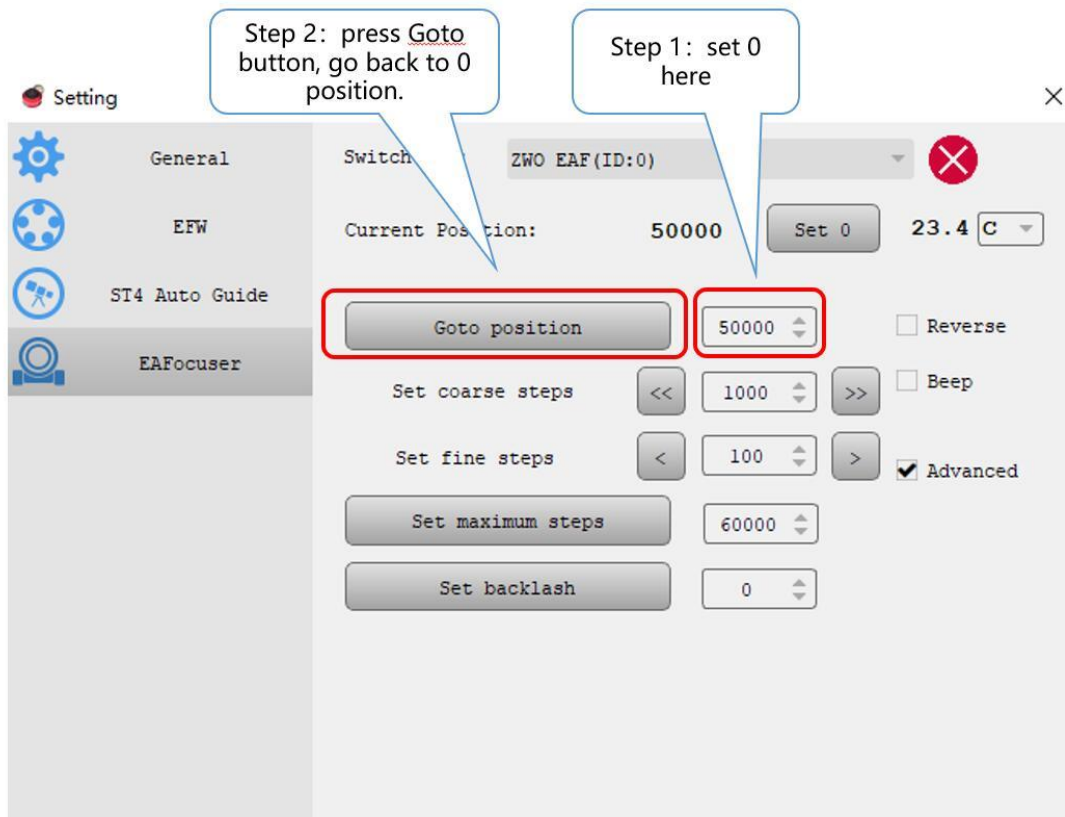 Step 2：press Goto
button, go back to 0
position.
Step 1：set 0
here
Setting
General
EFW
ST4 Auto Guide
EAFocuser
Switch
ZWO EAF(ID:0)
Current Position:
50000
Set 0
23.4
C
Goto position
50000
Reverse
Set coarse steps
<<
1000
>>
Beep
Set fine steps
<
100
>
Advanced
Set maximum steps
60000
Set backlash
0